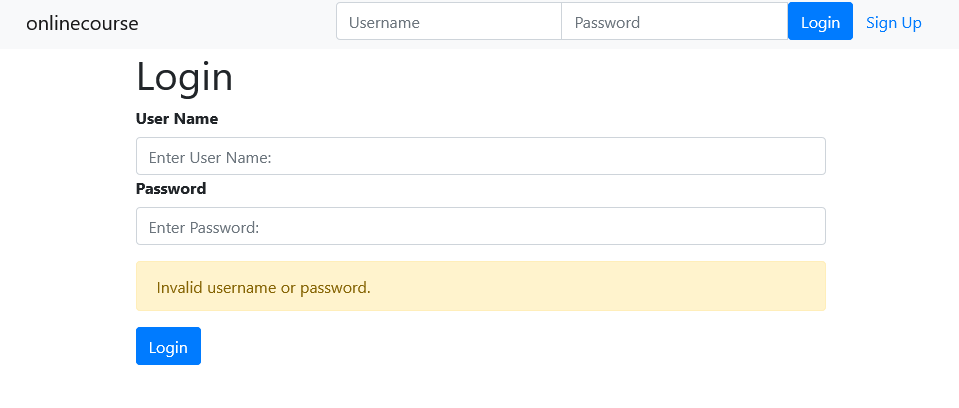 onlinecourse Username Password Login Sign Up
Login
User Name
Enter User Name:
Password
Enter Password:
Invalid username or password.
Login